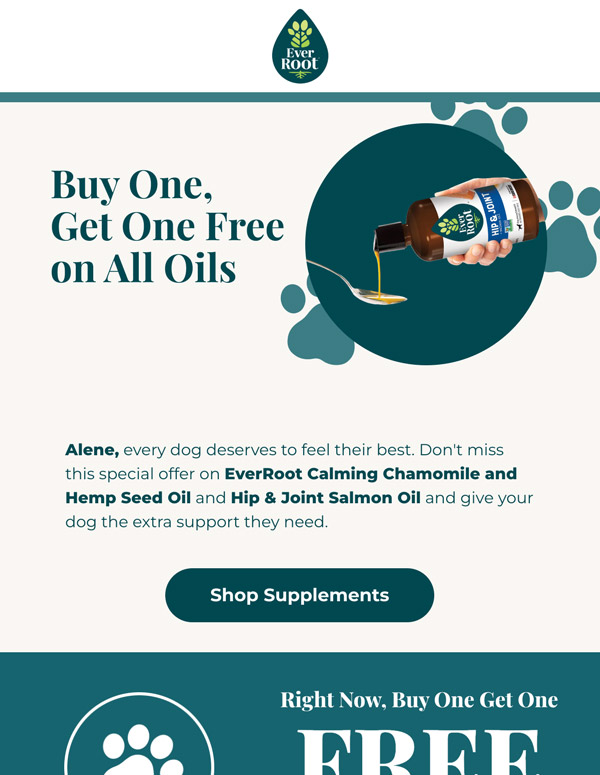 Ever
Root
Buy One,
Get One Free
on All Oils
Ever
Root
HIP & JOINT
Alene, every dog deserves to feel their best. Don't miss
this special offer on EverRoot Calming Chamomile and
Hemp Seed Oil and Hip & Joint Salmon Oil and give your
dog the extra support they need.
Shop Supplements
Right Now, Buy One Get One
FREE